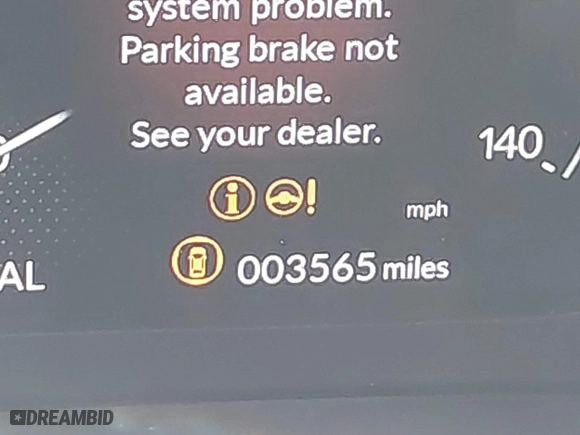 system problem.
Parking brake not
available.
See your dealer.
140
mph
003565 miles
AL
DREAMBID